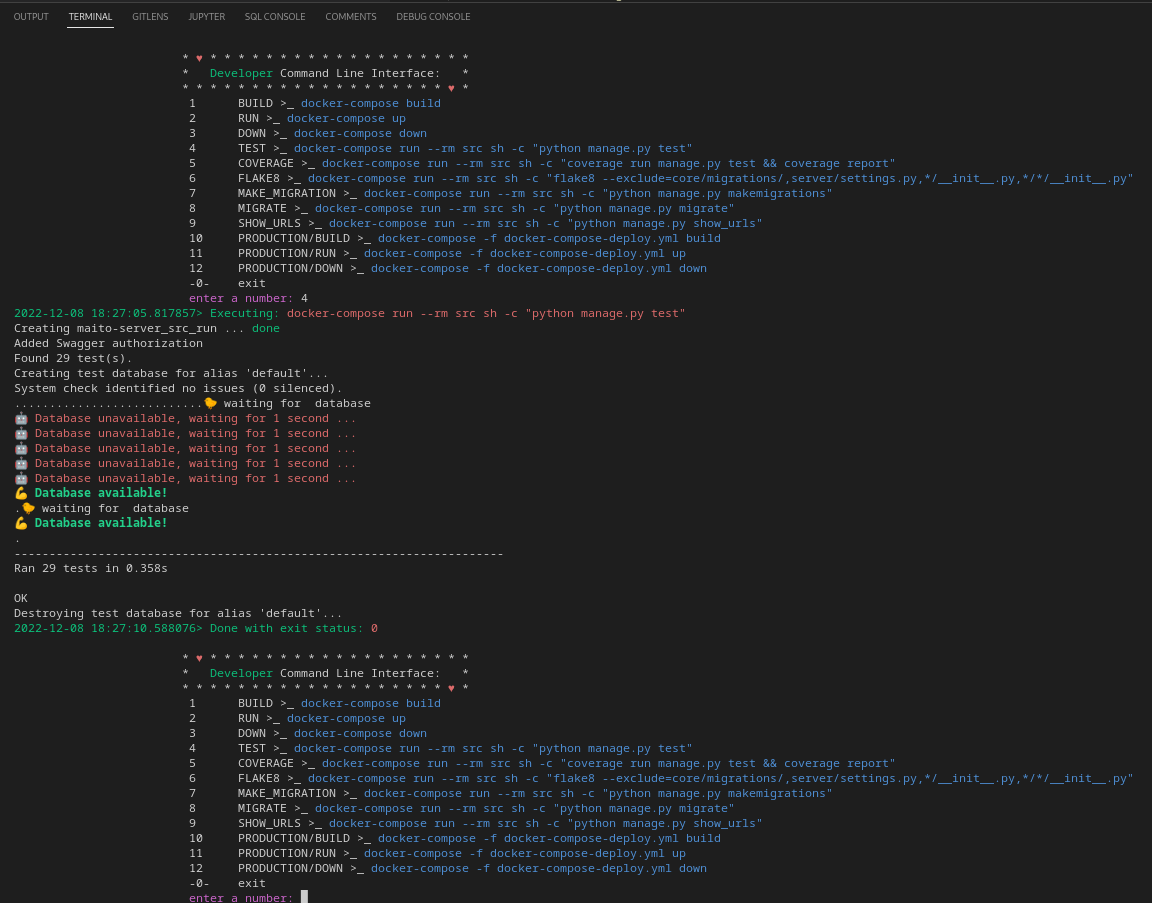 OUTPUT TERMINAL GITLENS JUPYTER SQL CONSOLE COMMENTS DEBUG CONSOLE
* ♥ * * * * * * * * * * * * * * * * * * *
* Developer Command Line Interface: *
* * * * * * * * * * * * * * * * * * * ♥ *
1 BUILD >_ docker-compose build
2 RUN >_ docker-compose up
3 DOWN >_ docker-compose down
4 TEST >_ docker-compose run --rm src sh -c "python manage.py test"
5 COVERAGE >_ docker-compose run --rm src sh -c "coverage run manage.py test && coverage report"
6 FLAKE8 >_ docker-compose run --rm src sh -c "flake8 --exclude=core/migrations/,server/settings.py,*/__init__.py,*/*/__init__.py"
7 MAKE_MIGRATION >_ docker-compose run --rm src sh -c "python manage.py makemigrations"
8 MIGRATE >_ docker-compose run --rm src sh -c "python manage.py migrate"
9 SHOW_URLS >_ docker-compose run --rm src sh -c "python manage.py show_urls"
10 PRODUCTION/BUILD >_ docker-compose -f docker-compose-deploy.yml build
11 PRODUCTION/RUN >_ docker-compose -f docker-compose-deploy.yml up
12 PRODUCTION/DOWN >_ docker-compose -f docker-compose-deploy.yml down
-0- exit
enter a number: 4
2022-12-08 18:27:05.817857> Executing: docker-compose run --rm src sh -c "python manage.py test"
Creating maito-server_src_run ... done
Added Swagger authorization
Found 29 test(s).
Creating test database for alias 'default'...
System check identified no issues (0 silenced).
...........................🐤 waiting for  database
🤖 Database unavailable, waiting for 1 second ...
🤖 Database unavailable, waiting for 1 second ...
🤖 Database unavailable, waiting for 1 second ...
🤖 Database unavailable, waiting for 1 second ...
🤖 Database unavailable, waiting for 1 second ...
💪 Database available!
.🐤 waiting for  database
💪 Database available!
.
----------------------------------------------------------------------
Ran 29 tests in 0.358s
OK
Destroying test database for alias 'default'...
2022-12-08 18:27:10.588076> Done with exit status: 0
* ♥ * * * * * * * * * * * * * * * * * * *
* Developer Command Line Interface: *
* * * * * * * * * * * * * * * * * * * ♥ *
1 BUILD >_ docker-compose build
2 RUN >_ docker-compose up
3 DOWN >_ docker-compose down
4 TEST >_ docker-compose run --rm src sh -c "python manage.py test"
5 COVERAGE >_ docker-compose run --rm src sh -c "coverage run manage.py test && coverage report"
6 FLAKE8 >_ docker-compose run --rm src sh -c "flake8 --exclude=core/migrations/,server/settings.py,*/__init__.py,*/*/__init__.py"
7 MAKE_MIGRATION >_ docker-compose run --rm src sh -c "python manage.py makemigrations"
8 MIGRATE >_ docker-compose run --rm src sh -c "python manage.py migrate"
9 SHOW_URLS >_ docker-compose run --rm src sh -c "python manage.py show_urls"
10 PRODUCTION/BUILD >_ docker-compose -f docker-compose-deploy.yml build
11 PRODUCTION/RUN >_ docker-compose -f docker-compose-deploy.yml up
12 PRODUCTION/DOWN >_ docker-compose -f docker-compose-deploy.yml down
-0- exit
enter a number: